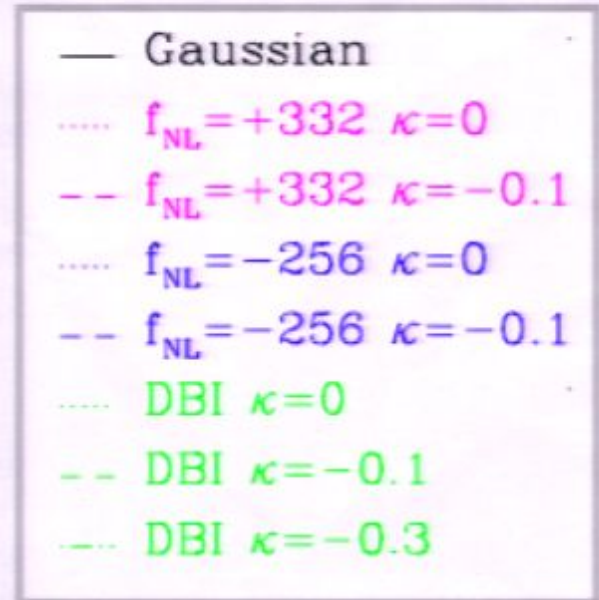 Gaussian
f_NL=+332 κ=0
f_NL=+332 κ=−0.1
f_NL=−256 κ=0
f_NL=−256 κ=−0.1
DBI κ=0
DBI κ=−0.1
DBI κ=−0.3